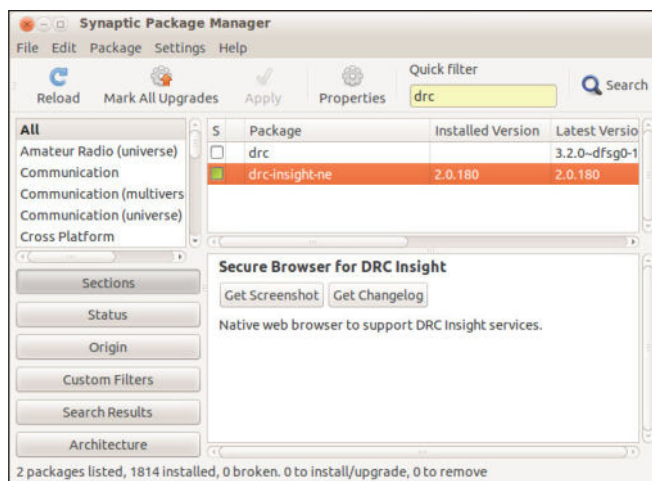 Synaptic Package Manager
File Edit Package Settings Help
Reload Mark All Upgrades Apply Properties Quick filter Search
drc
All
Amateur Radio (universe)
Communication
Communication (multivers
Communication (universe)
Cross Platform
Sections
Status
Origin
Custom Filters
Search Results
Architecture
S Package Installed Version Latest Versio
drc 3.2.0~dfsg0-1
drc-insight-ne 2.0.180 2.0.180
Secure Browser for DRC Insight
Get Screenshot Get Changelog
Native web browser to support DRC Insight services.
2 packages listed, 1814 installed, 0 broken. 0 to install/upgrade, 0 to remove